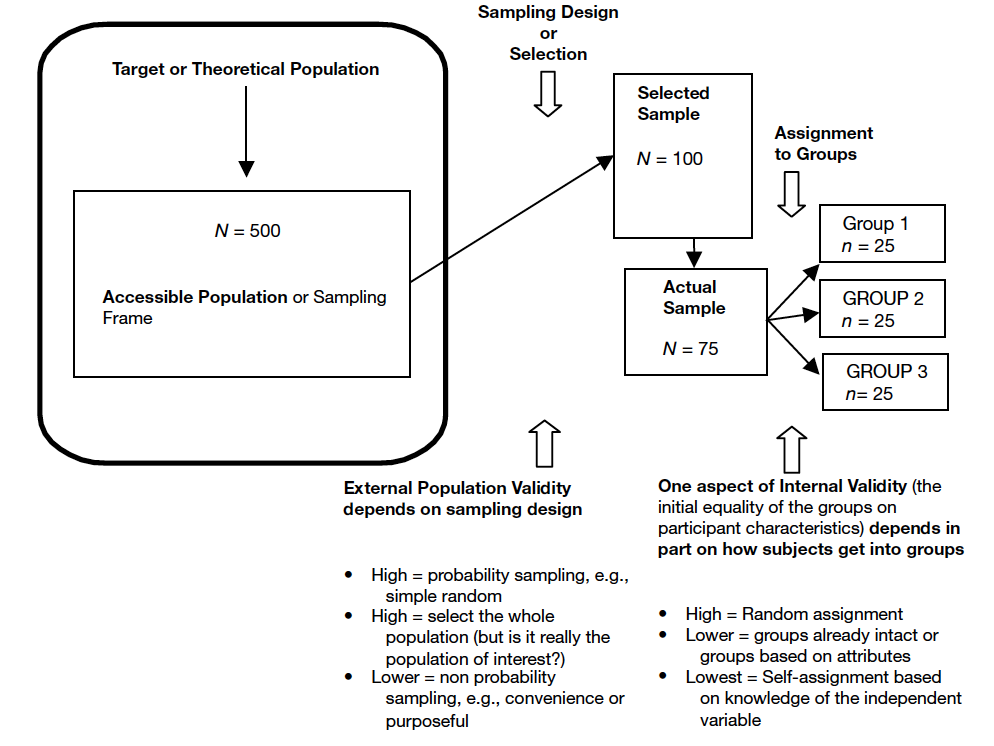 Sampling Design
or
Selection
Target or Theoretical Population
N = 500
Accessible Population or Sampling
Frame
Selected
Sample
N = 100
Assignment
to Groups
Actual
Sample
N = 75
Group 1
n = 25
GROUP 2
n = 25
GROUP 3
n= 25
External Population Validity
depends on sampling design
• High = probability sampling, e.g.,
simple random
• High = select the whole
population (but is it really the
population of interest?)
• Lower = non probability
sampling, e.g., convenience or
purposeful
One aspect of Internal Validity (the
initial equality of the groups on
participant characteristics) depends in
part on how subjects get into groups
• High = Random assignment
• Lower = groups already intact or
groups based on attributes
• Lowest = Self-assignment based
on knowledge of the independent
variable